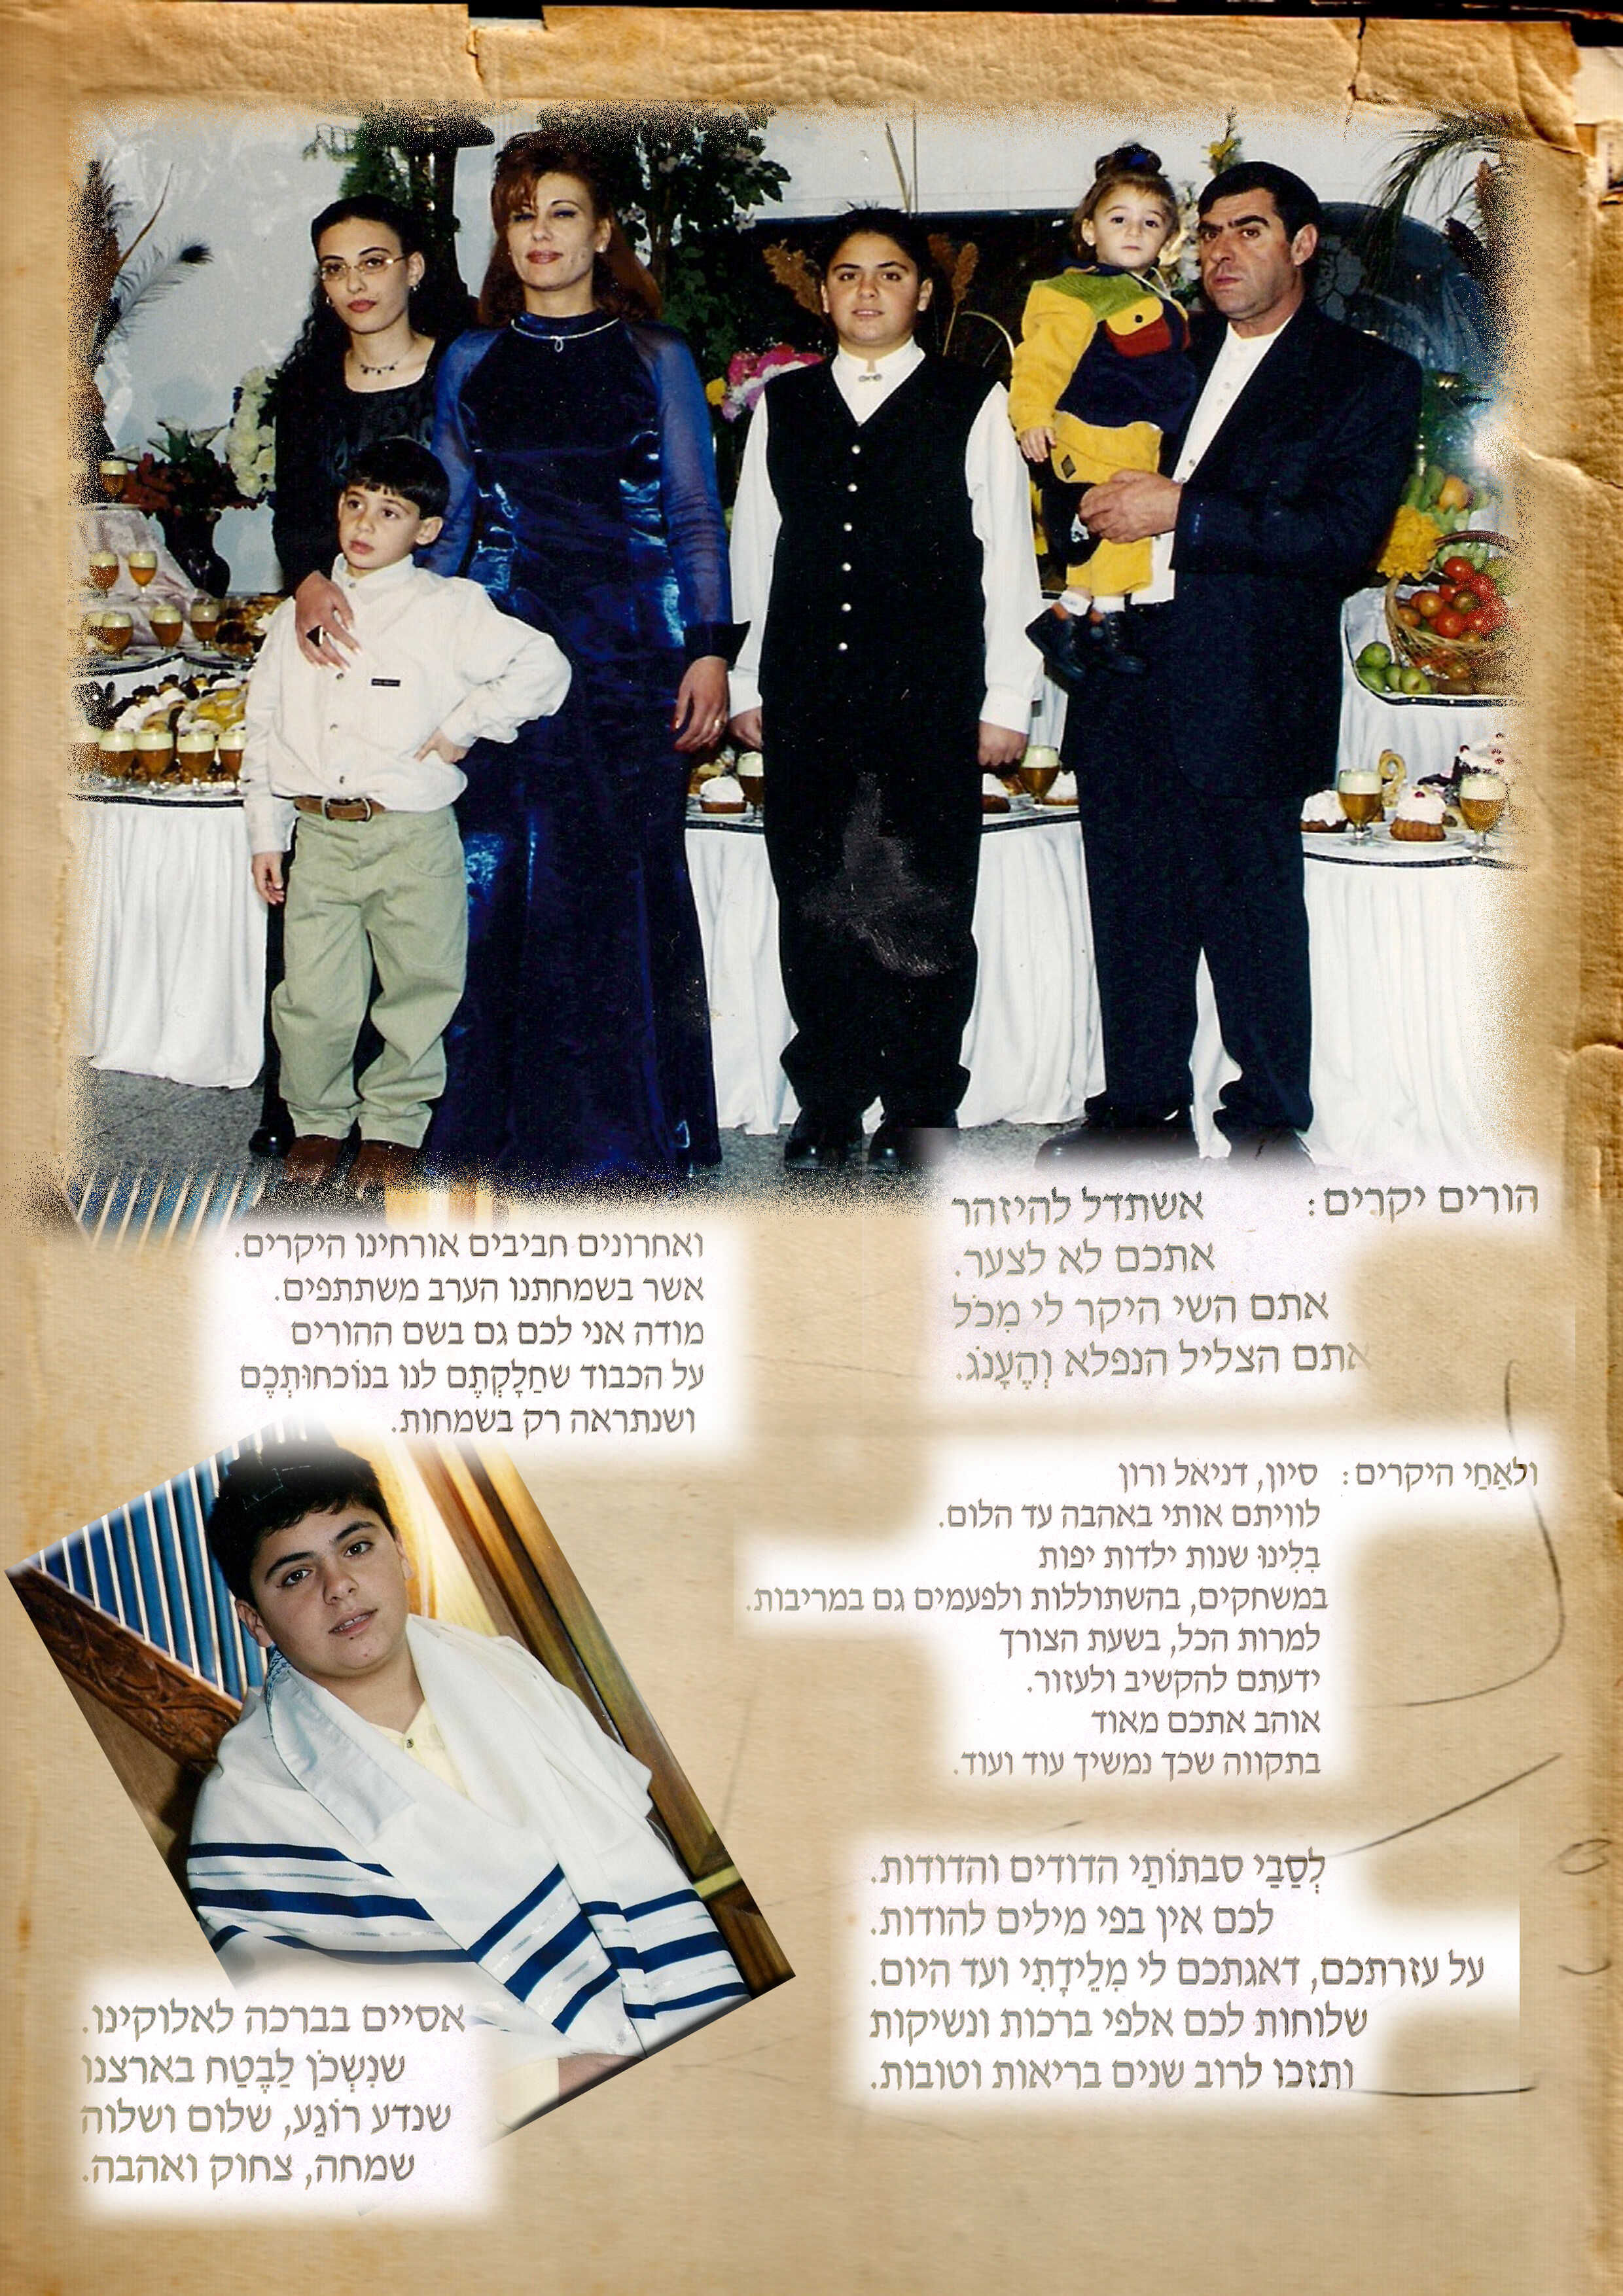 הורים יקרים: אשתדל להיזהר
אתכם לא לצער.
אתם השי היקר לי מִכֹּל
אתם הצליל הנפלא וְהֶעָנֹג.
ולאַחַי היקרים: סיון, דניאל ורון
לוויתם אותי באהבה עד הלום.
בִּלִינוּ שנות ילדות יפות
במשחקים, בהשתוללות ולפעמים גם במריבות.
למרות הכל, בשעת הצורך
ידעתם להקשיב ולעזור.
אוהב אתכם מאוד
בתקווה שכך נמשיך עוד ועוד.
לְסַבַי סבתוֹתַי הדודים והדודות.
לכם אין בפי מילים להודות.
על עזרתכם, דאגתכם לי מִלֵידָתִי ועד היום.
שלוחות לכם אלפי ברכות ונשיקות
ותזכו לרוב שנים בריאות וטובות.
ואחרונים חביבים אורחינו היקרים.
אשר בשמחתנו הערב משתתפים.
מודה אני לכם גם בשם ההורים
על הכבוד שחַלָקְתֶם לנו בנוֹכחוּתְכֶם
ושנתראה רק בשמחות.
אסיים בברכה לאלוקינו.
שנִשְכֹּן לַבֶטַח בארצנו
שנדע רוֹגַע, שלום ושלוה
שמחה, צחוק ואהבה.